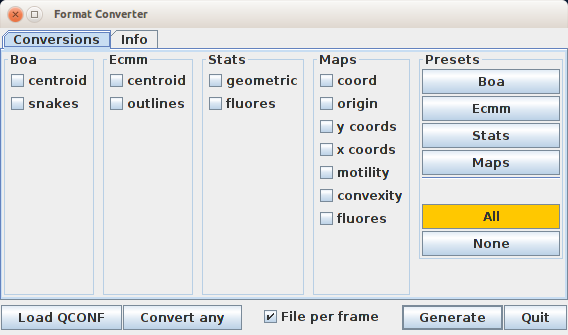 Format Converter
Conversions Info
Boa Ecmm Stats Maps Presets
centroid centroid geometric coord Boa
snakes outlines fluores origin Ecmm
y coords Stats
x coords Maps
motility
convexity
fluores All
None
Load QCONF Convert any File per frame Generate Quit